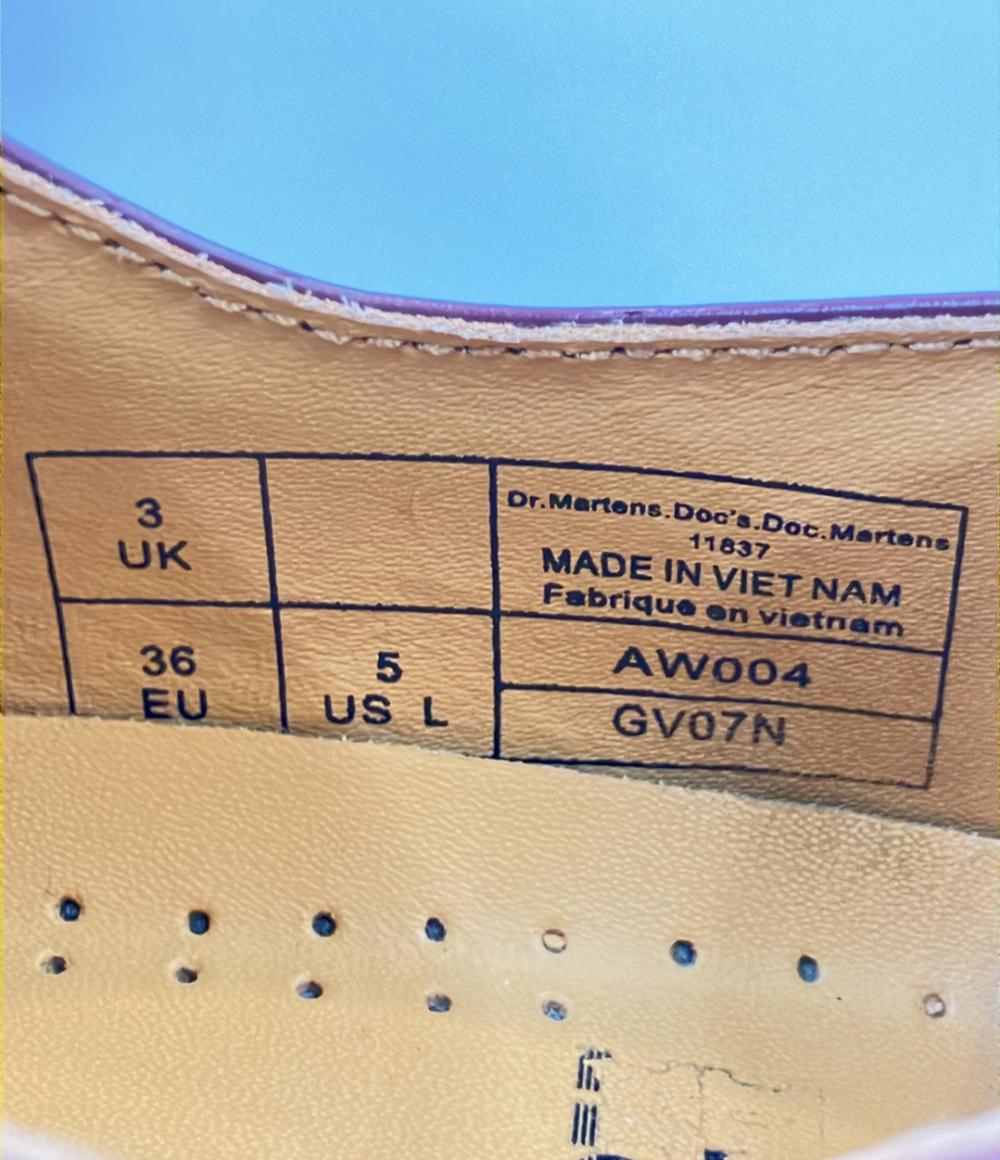 3
UK
36
EU
5
US L
Dr.Martens.Doc's.Doc.Martens
11837
MADE IN VIET NAM
Fabrique en vietnam
AW004
GV07N